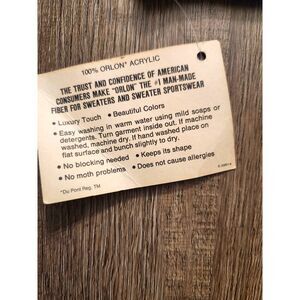 100% ORLON* ACRYLIC
THE TRUST AND CONFIDENCE OF AMERICAN
CONSUMERS MAKE "ORLON" THE #1 MAN-MADE
FIBER FOR SWEATERS AND SWEATER SPORTSWEAR
• Luxury Touch • Beautiful Colors
• Easy washing in warm water using mild soaps or
detergents. Turn garment inside out. If machine
washed, machine dry. If hand washed place on
flat surface and bunch slightly to dry.
• No blocking needed • Keeps its shape
• No moth problems • Does not cause allergies
*Du Pont Reg. TM